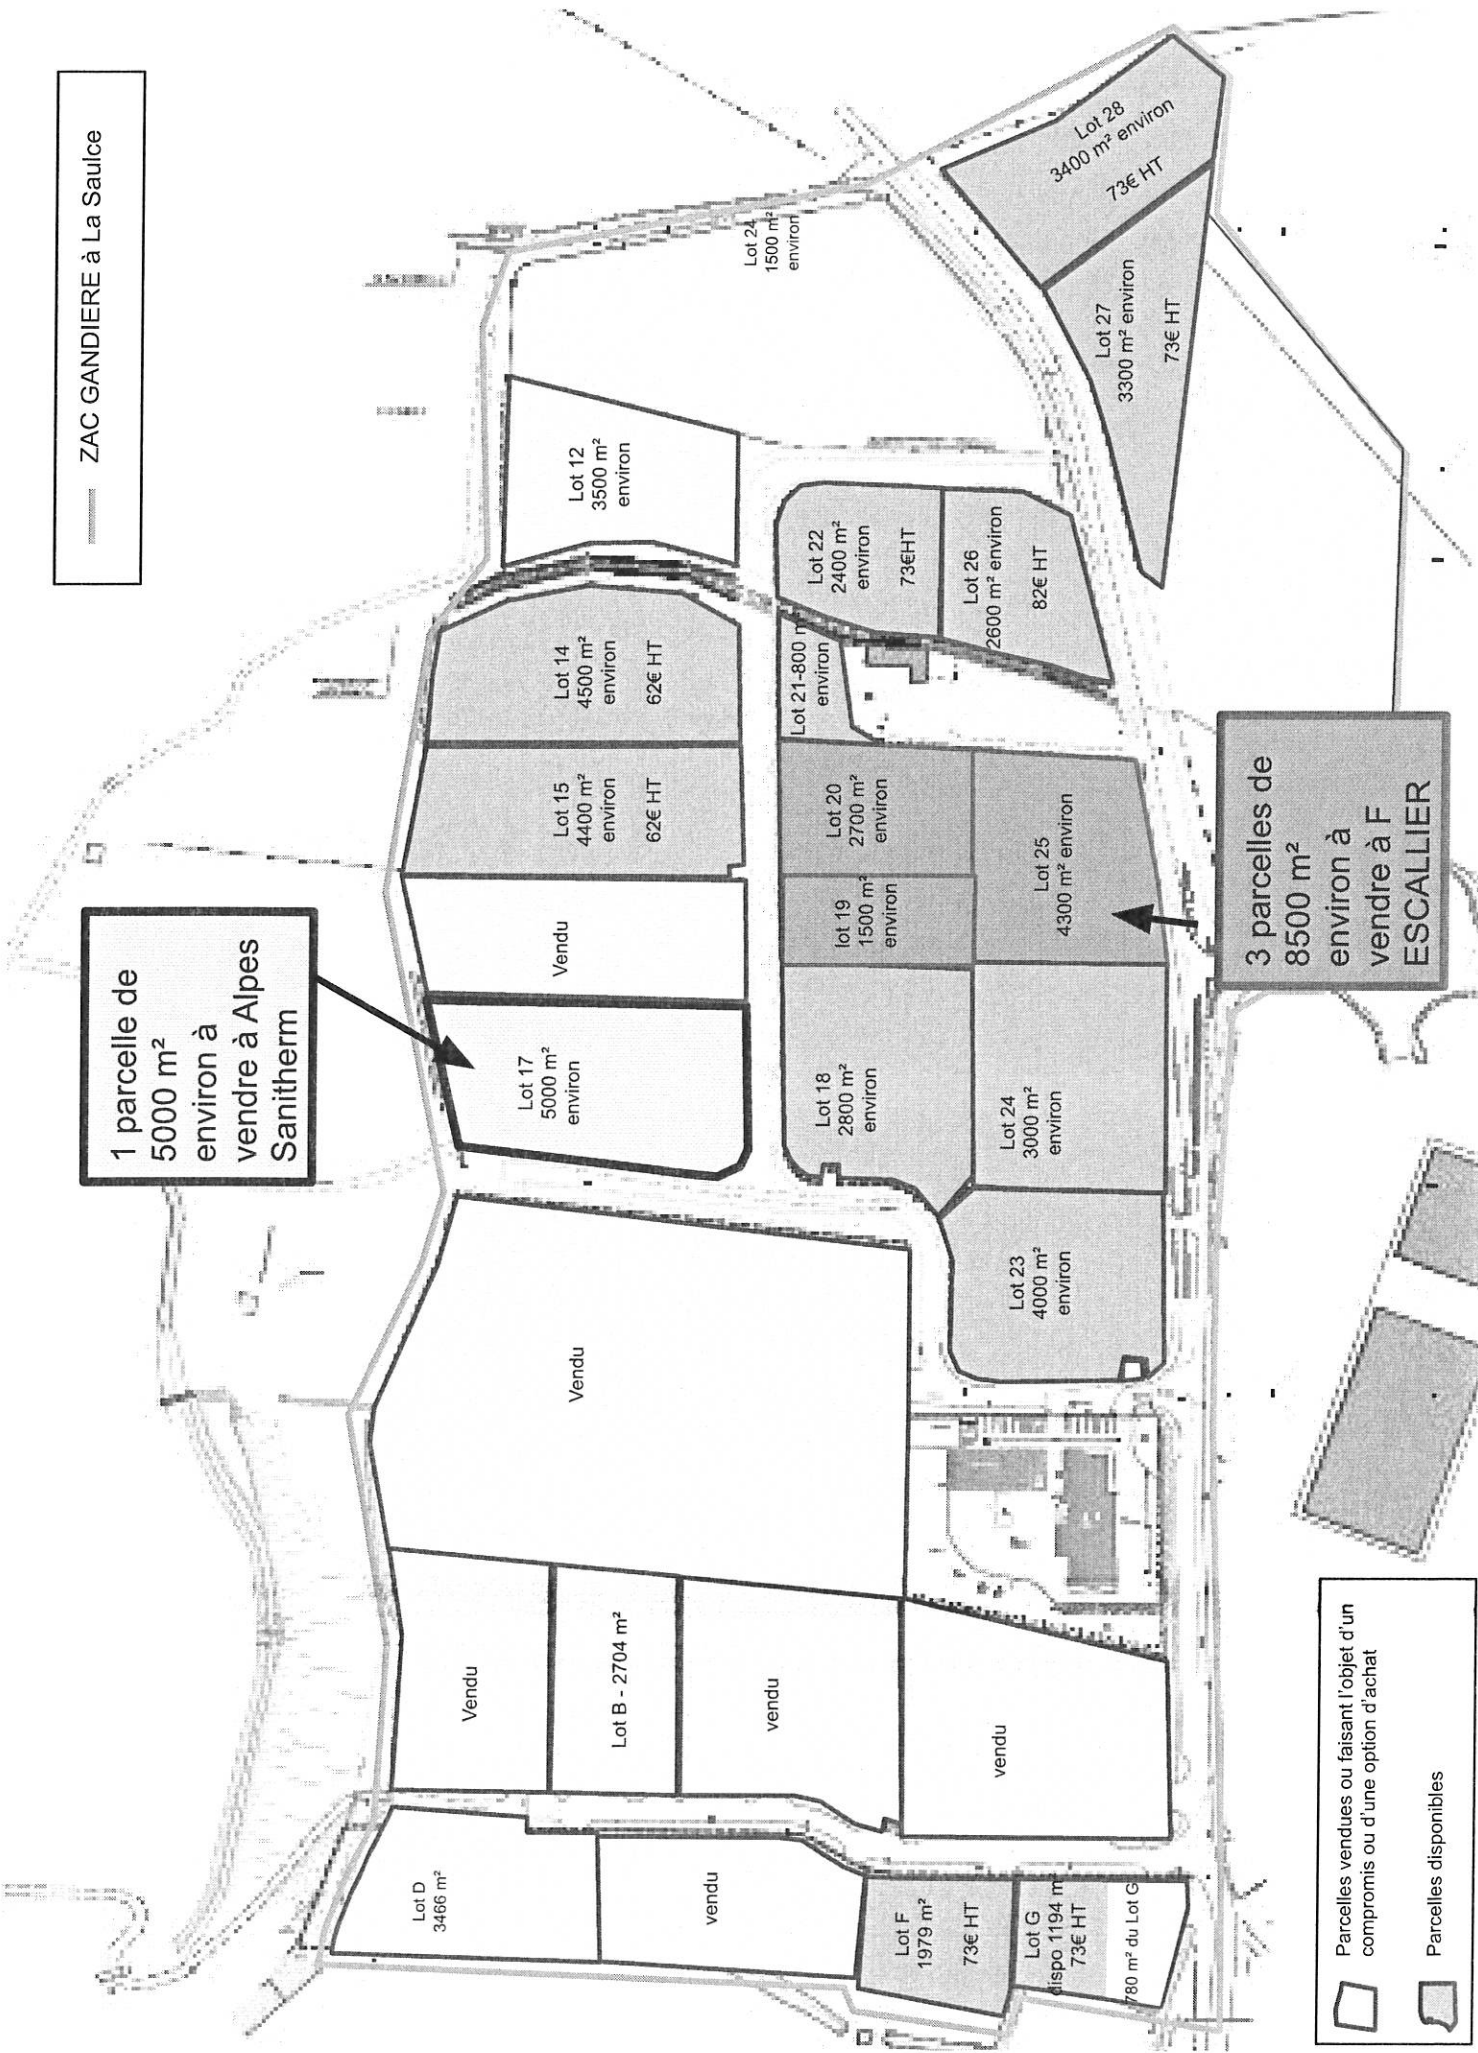 ZAC GANDIERE à La Saulce
1 parcelle de
5000 m²
environ à
vendre à Alpes
Sanitherm
Lot D
3466 m²
vendu
Lot F
1979 m²
73€ HT
Lot G
dispo 1194 m
73€ HT
780 m² du Lot G
Vendu
Lot B - 2704 m²
vendu
vendu
Vendu
Lot 17
5000 m²
environ
Vendu
Lot 15
4400 m²
environ
62€ HT
Lot 14
4500 m²
environ
62€ HT
Lot 12
3500 m²
environ
Lot 24
1500 m²
environ
Lot 18
2800 m²
environ
lot 19
1500 m²
environ
Lot 20
2700 m²
environ
Lot 21-800 m
environ
Lot 22
2400 m²
environ
73€HT
Lot 26
2600 m² environ
82€ HT
Lot 23
4000 m²
environ
Lot 24
3000 m²
environ
Lot 25
4300 m² environ
Lot 27
3300 m² environ
73€ HT
Lot 28
3400 m² environ
73€ HT
3 parcelles de
8500 m²
environ à
vendre à F
ESCALLIER
Parcelles vendues ou faisant l'objet d'un
compromis ou d'une option d'achat
Parcelles disponibles